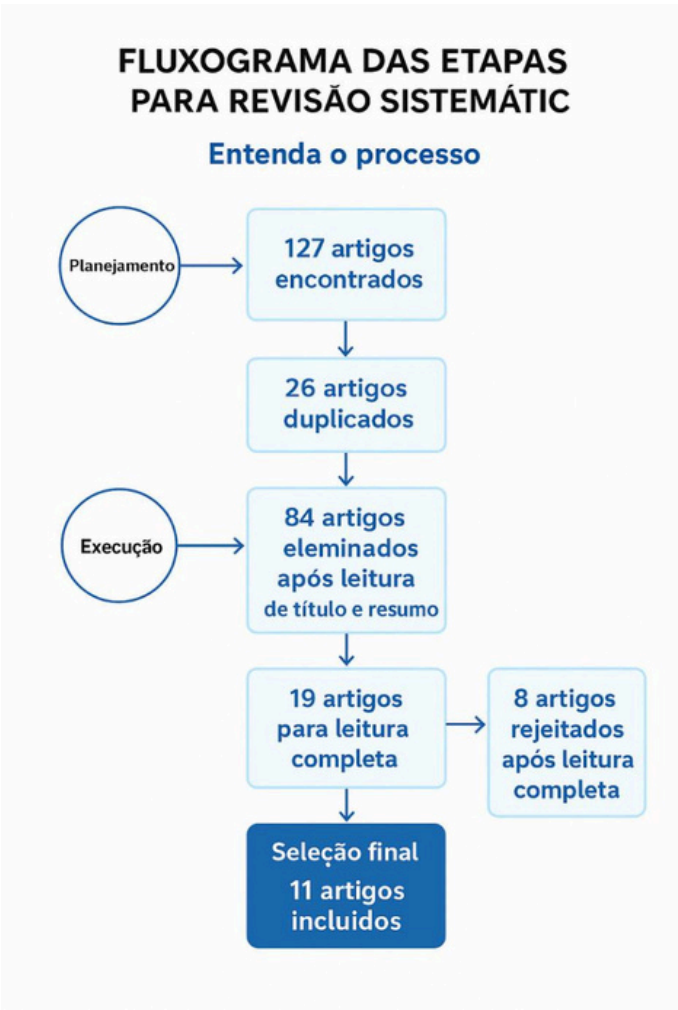 FLUXOGRAMA DAS ETAPAS
PARA REVISÃO SISTEMÁTIC
Entenda o processo
Planejamento
127 artigos
encontrados
26 artigos
duplicados
Execução
84 artigos
eleminados
após leitura
de título e resumo
19 artigos
para leitura
completa
8 artigos
rejeitados
após leitura
completa
Seleção final
11 artigos
incluidos